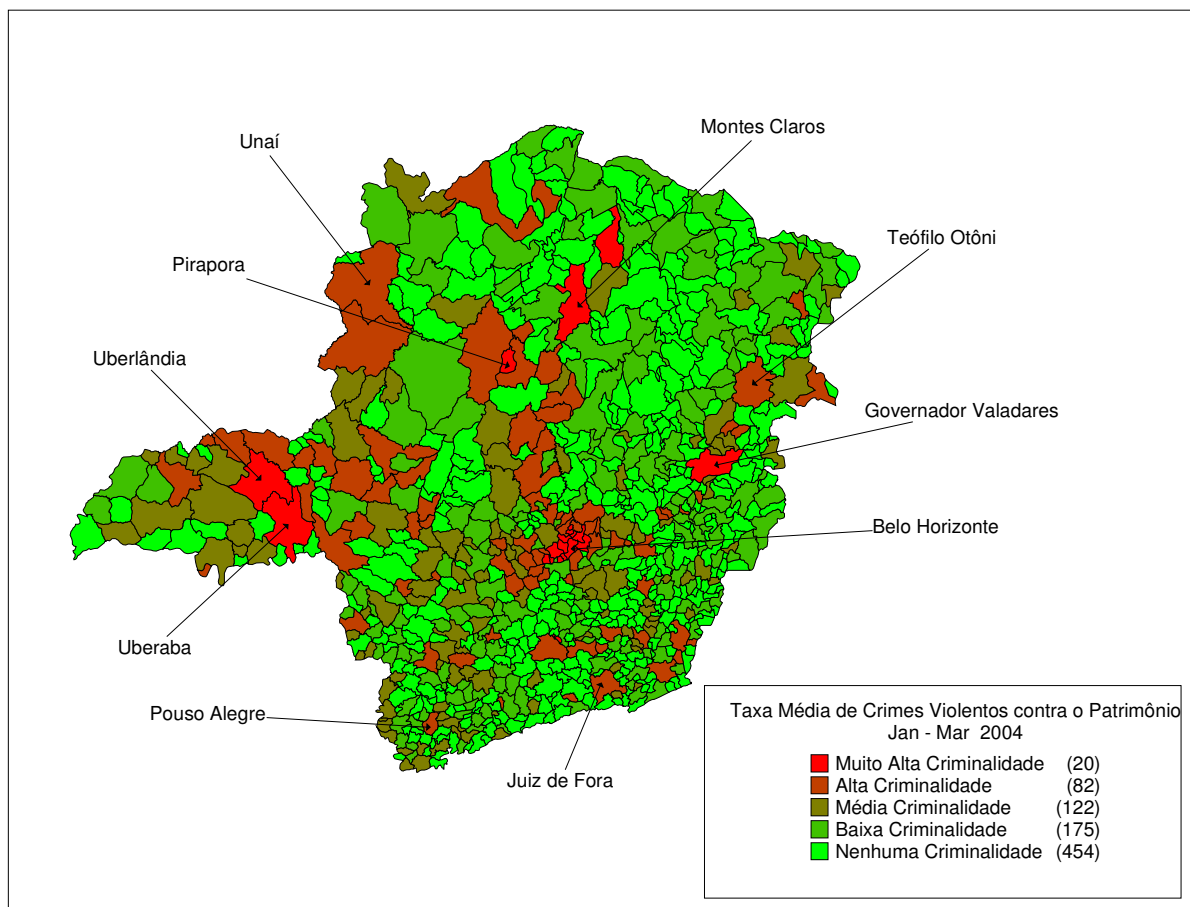 Montes Claros
Unaí
Teófilo Otôni
Pirapora
Uberlândia
Governador Valadares
Belo Horizonte
Uberaba
Pouso Alegre
Juiz de Fora
Taxa Média de Crimes Violentos contra o Patrimônio
Jan - Mar 2004
Muito Alta Criminalidade (20)
Alta Criminalidade (82)
Média Criminalidade (122)
Baixa Criminalidade (175)
Nenhuma Criminalidade (454)